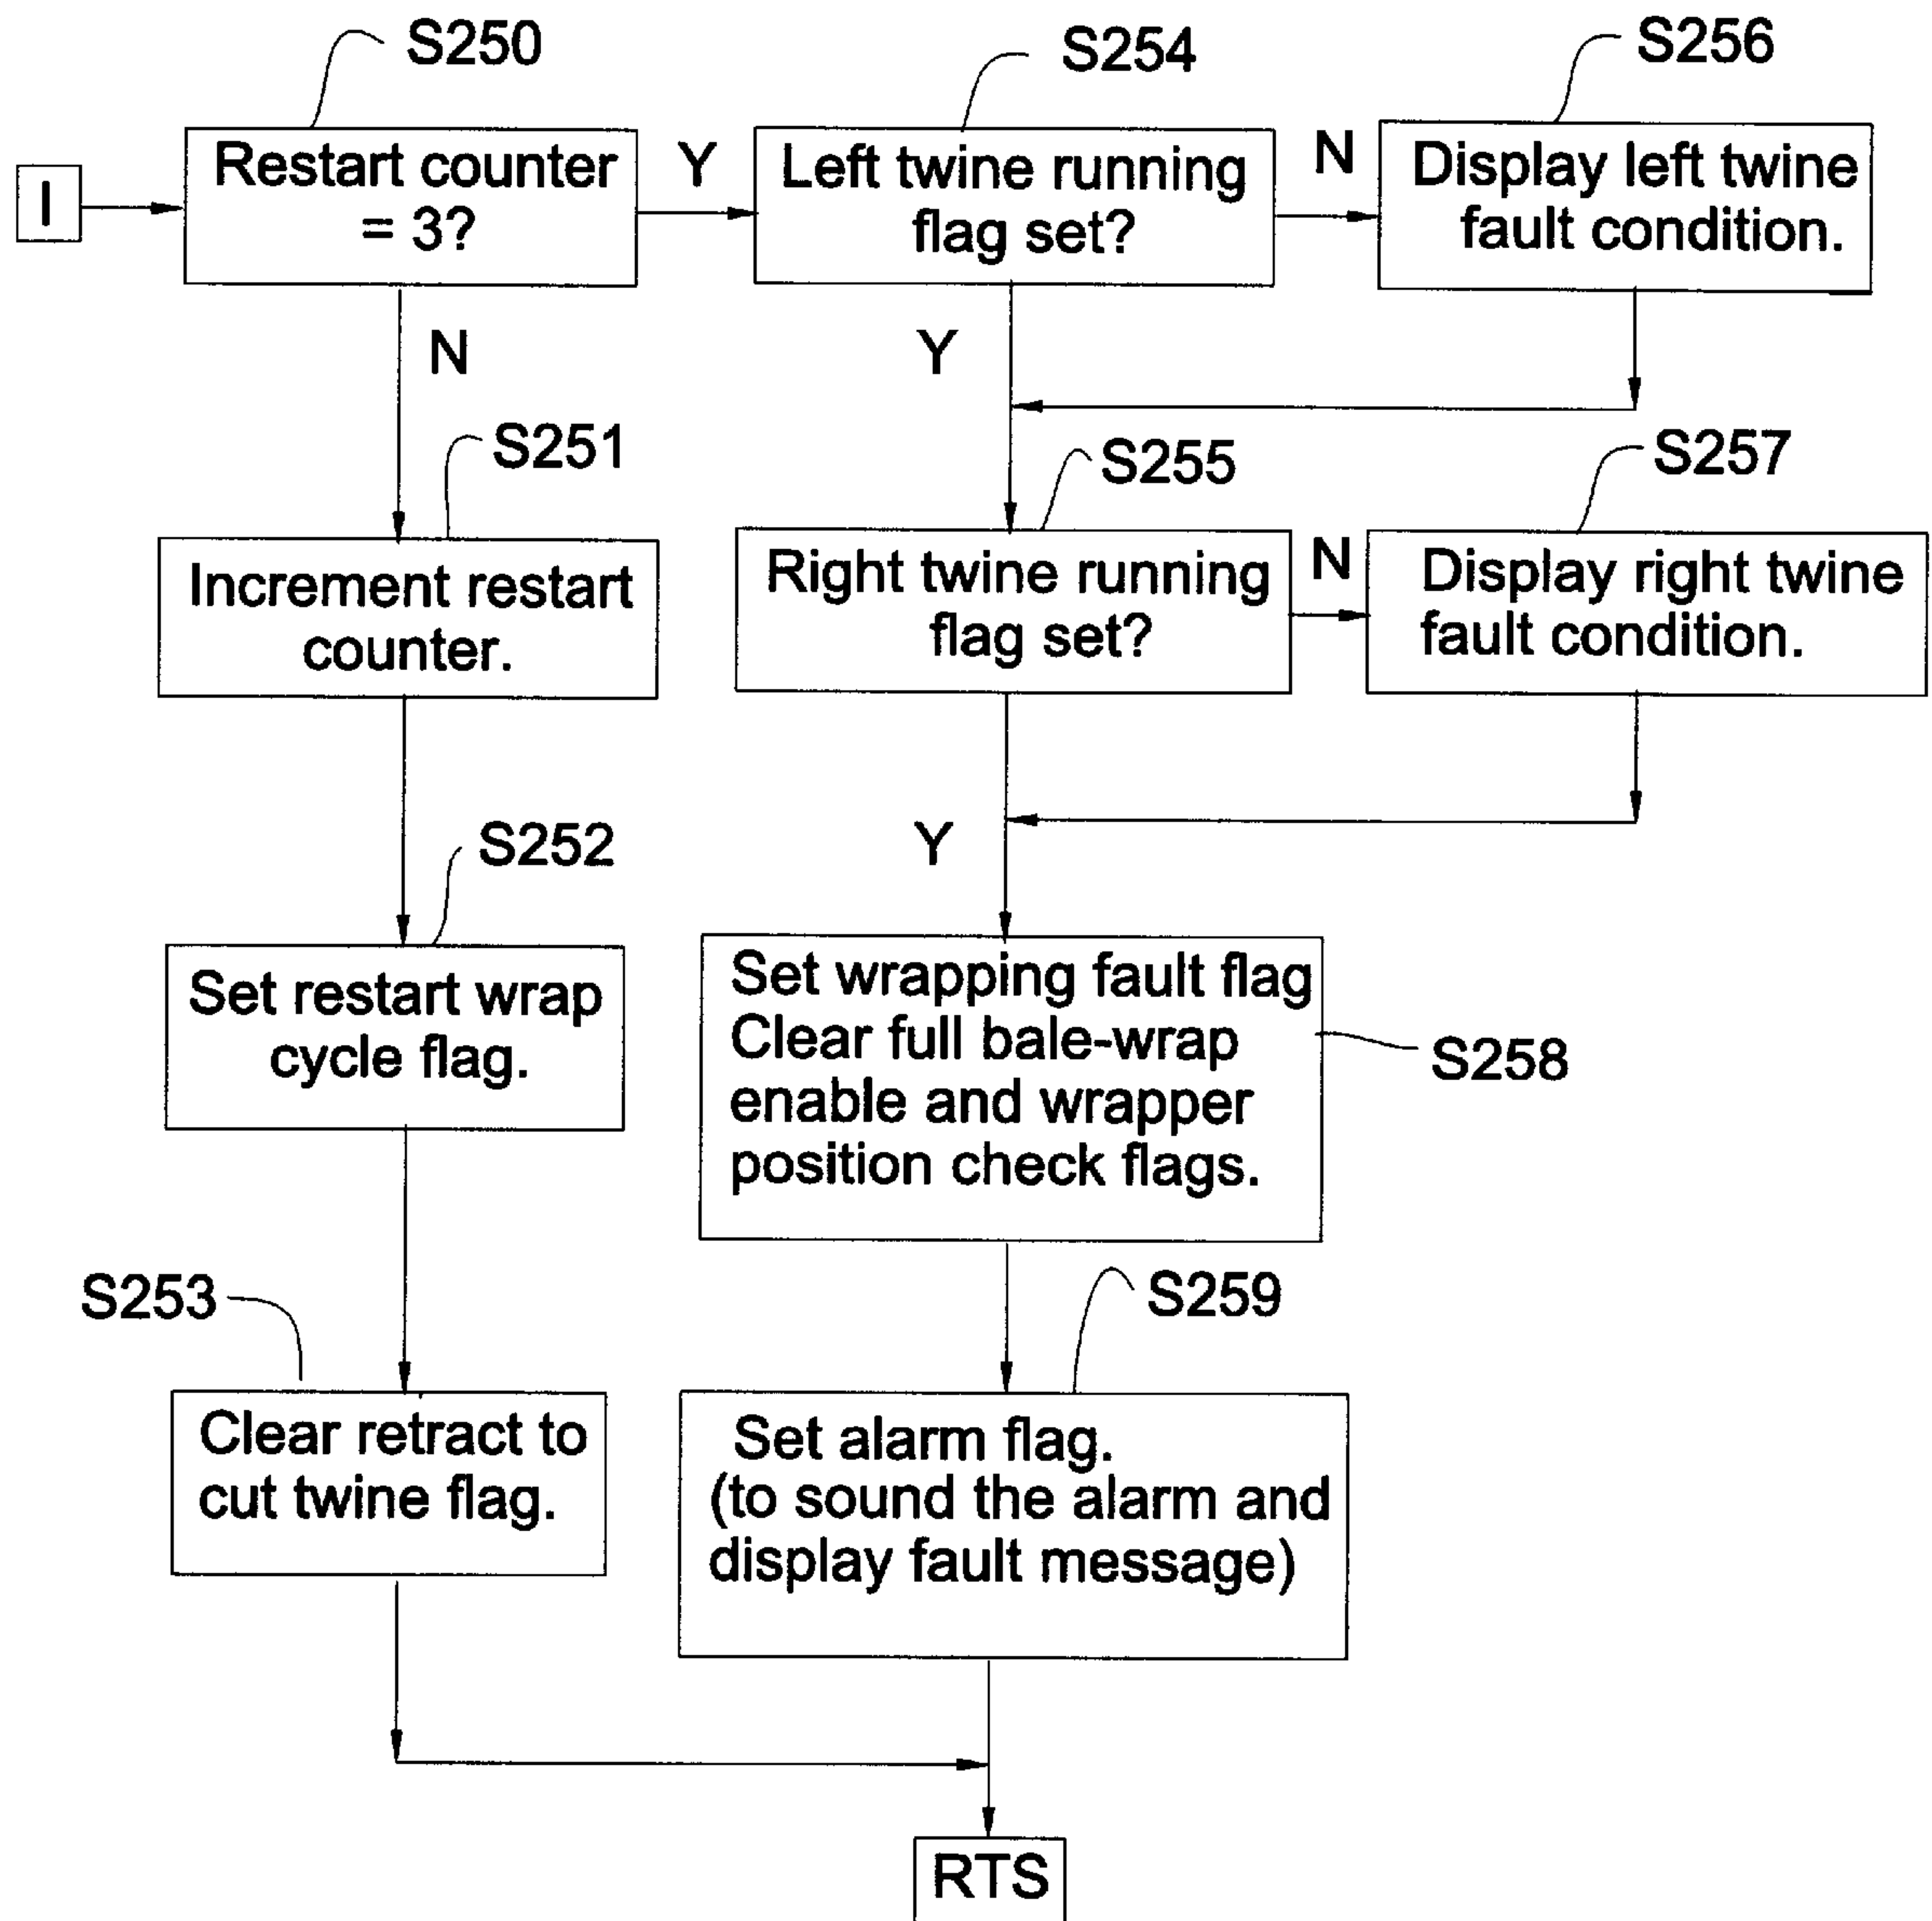 S250
S254
S256
I
Restart counter
= 3?
Y
Left twine running
flag set?
N
Display left twine
fault condition.
N
Y
S251
S255
S257
Increment restart
counter.
Right twine running
flag set?
N
Display right twine
fault condition.
Y
S252
Set restart wrap
cycle flag.
Set wrapping fault flag
Clear full bale-wrap
enable and wrapper
position check flags.
S258
S253
S259
Clear retract to
cut twine flag.
Set alarm flag.
(to sound the alarm and
display fault message)
RTS